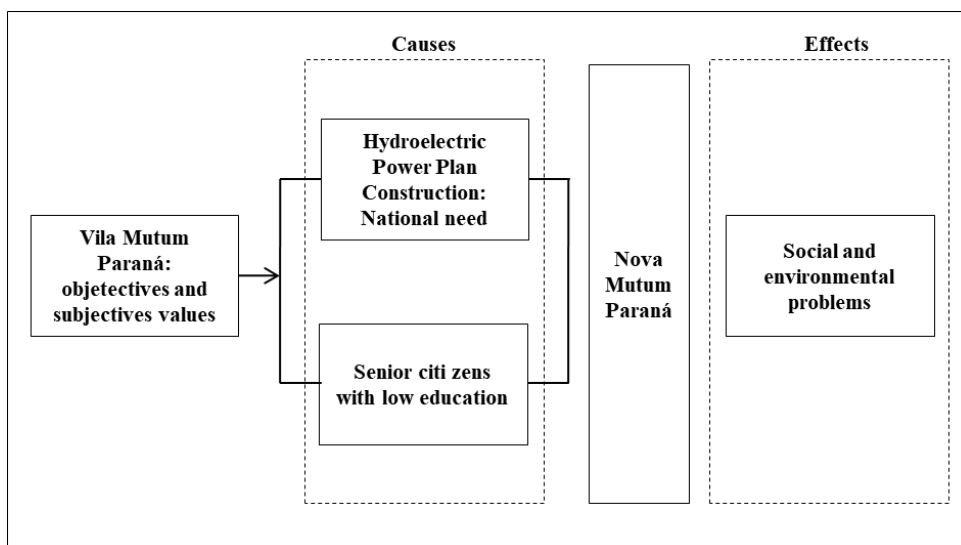 Causes
Effects
Vila Mutum
Paraná:
objetectives and
subjectives values
Hydroelectric
Power Plan
Construction:
National need
Senior citi zens
with low education
Nova
Mutum
Paraná
Social and
environmental
problems